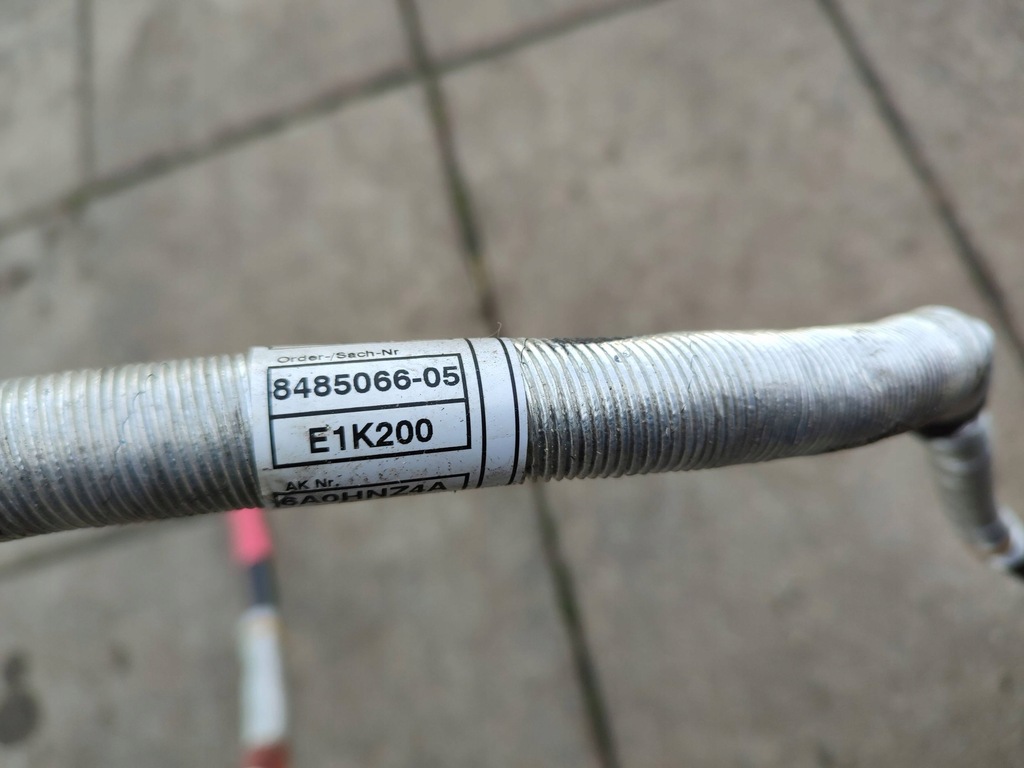 Order-/Sach-Nr
8485066-05
E1K200
AK Nr.
6A0HNZ4A